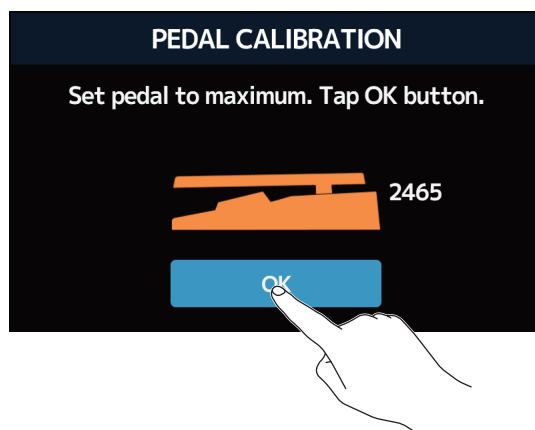 PEDAL CALIBRATION
Set pedal to maximum. Tap OK button.
2465
OK